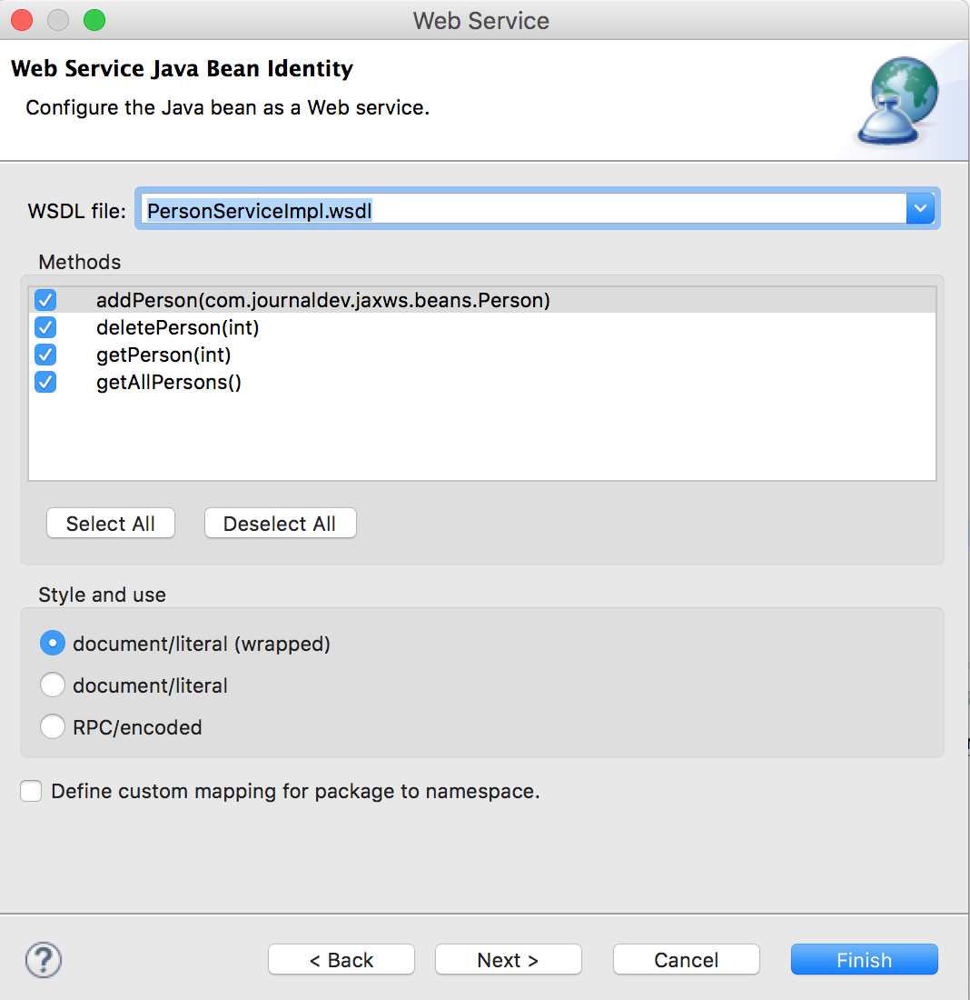 Web Service
Web Service Java Bean Identity
Configure the Java bean as a Web service.
WSDL file: PersonServiceImpl.wsdl
Methods
addPerson(com.journaldev.jaxws.beans.Person)
deletePerson(int)
getPerson(int)
getAllPersons()
Select All Deselect All
Style and use
document/literal (wrapped)
document/literal
RPC/encoded
Define custom mapping for package to namespace.
? < Back Next > Cancel Finish